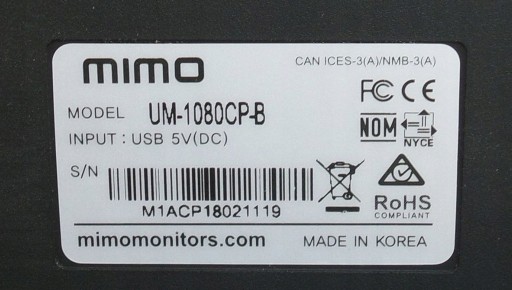 mimo
CAN ICES-3(A)/NMB-3(A)
FC CE
MODEL UM-1080CP-B
NOM NYCE
INPUT : USB 5V(DC)
S/N
M1ACP18021119
RoHS
COMPLIANT
mimomonitors.com MADE IN KOREA